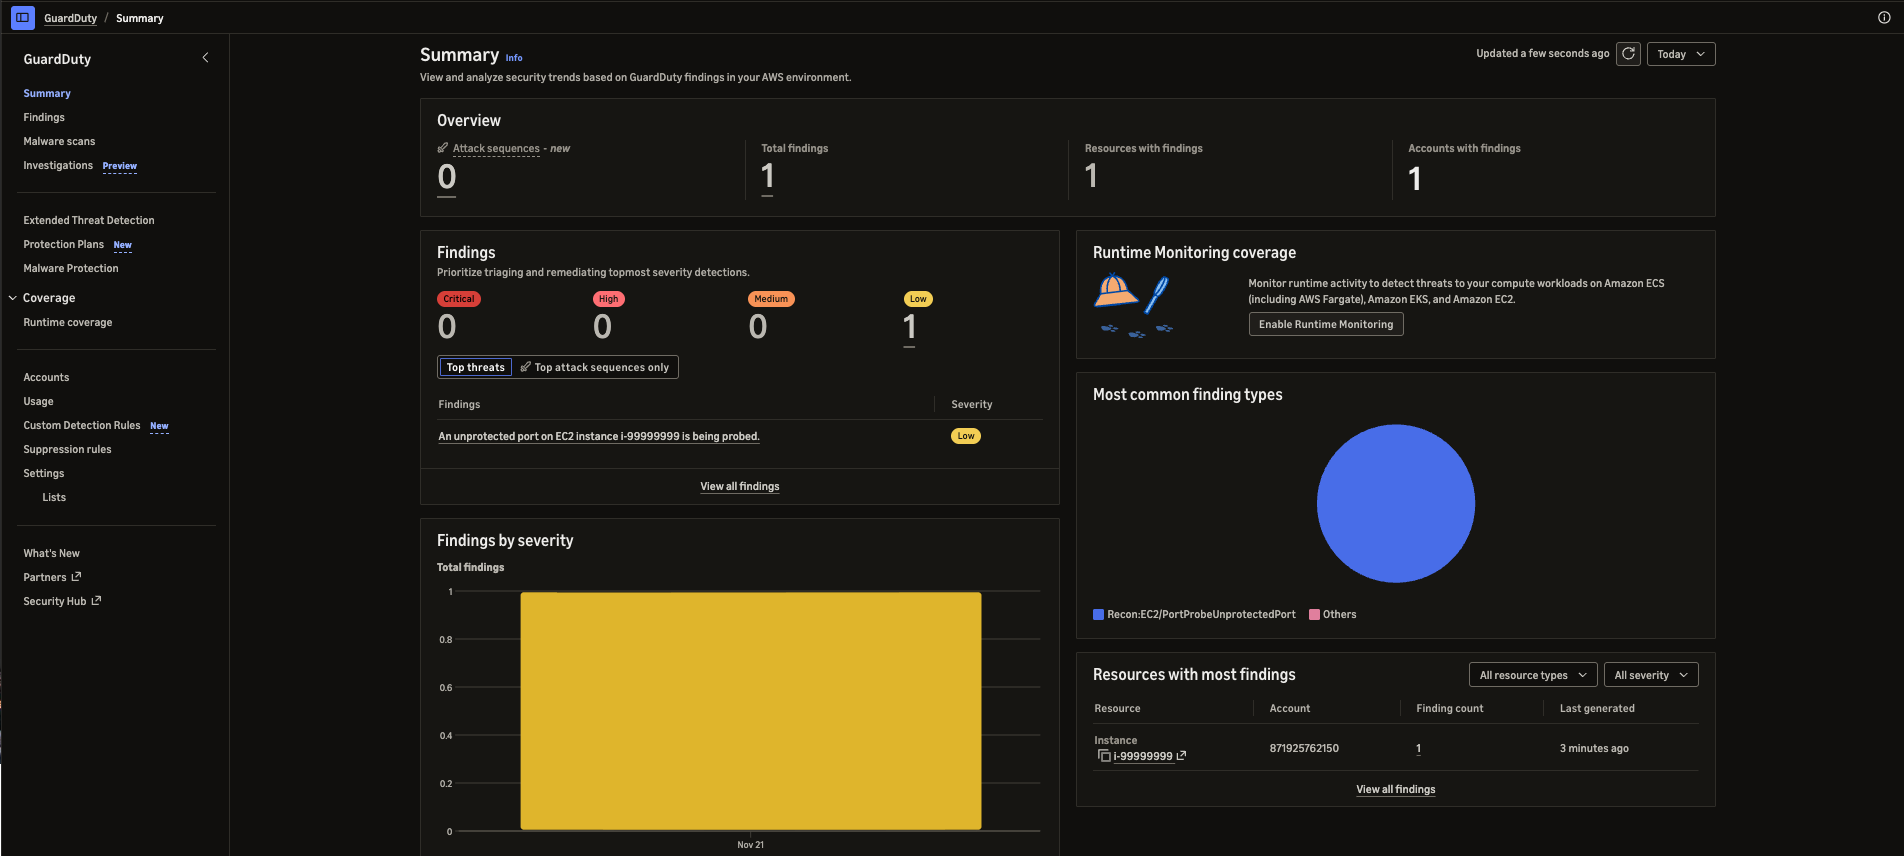 GuardDuty / Summary
GuardDuty
Summary
Findings
Malware scans
Investigations Preview
Extended Threat Detection
Protection Plans New
Malware Protection
Coverage
Runtime coverage
Accounts
Usage
Custom Detection Rules New
Suppression rules
Settings
Lists
What's New
Partners
Security Hub
Summary Info
View and analyze security trends based on GuardDuty findings in your AWS environment.
Updated a few seconds ago
Today
Overview
Attack sequences - new
0
Total findings
1
Resources with findings
1
Accounts with findings
1
Findings
Prioritize triaging and remediating topmost severity detections.
Critical
0
High
0
Medium
0
Low
1
Top threats
Top attack sequences only
Findings Severity
An unprotected port on EC2 instance i-99999999 is being probed. Low
View all findings
Findings by severity
Total findings
1
0.8
0.6
0.4
0.2
0
Nov 21
Runtime Monitoring coverage
Monitor runtime activity to detect threats to your compute workloads on Amazon ECS
(including AWS Fargate), Amazon EKS, and Amazon EC2.
Enable Runtime Monitoring
Most common finding types
Recon:EC2/PortProbeUnprotectedPort Others
Resources with most findings
All resource types
All severity
Resource Account Finding count Last generated
Instance
i-99999999 871925762150 1 3 minutes ago
View all findings